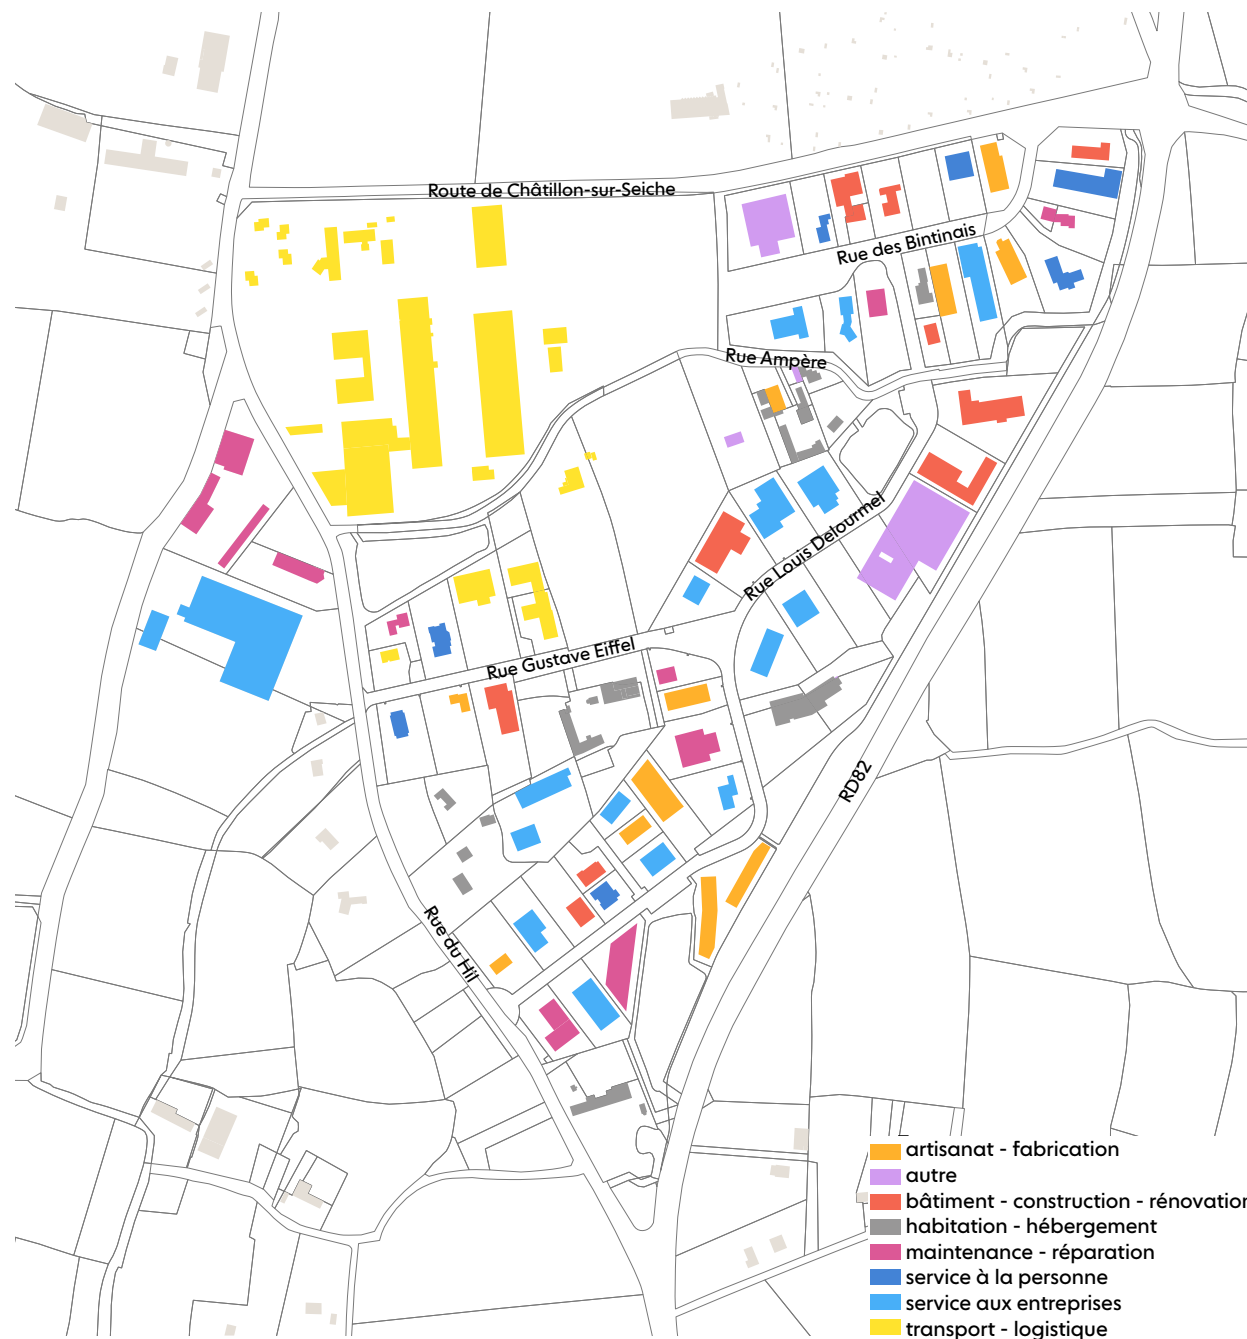 Route de Châtillon-sur-Seiche
Rue des Bintinais
Rue Ampère
Rue Louis Delourmel
Rue Gustave Eiffel
RD82
Rue du Hil
artisanat - fabrication
autre
bâtiment - construction - rénovation
habitation - hébergement
maintenance - réparation
service à la personne
service aux entreprises
transport - logistique